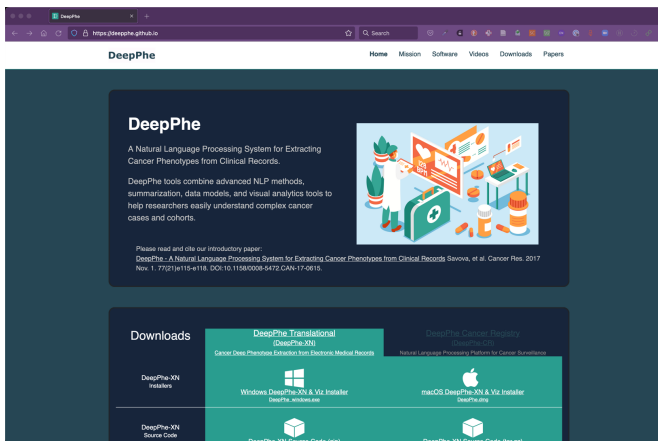 DeepPhe
https://deepphe.github.io
Search
DeepPhe
Home Mission Software Videos Downloads Papers
DeepPhe
A Natural Language Processing System for Extracting
Cancer Phenotypes from Clinical Records.
DeepPhe tools combine advanced NLP methods,
summarization, data models, and visual analytics tools to
help researchers easily understand complex cancer
cases and cohorts.
128
BPM
Please read and cite our introductory paper:
DeepPhe - A Natural Language Processing System for Extracting Cancer Phenotypes from Clinical Records Savova, et al. Cancer Res. 2017
Nov. 1. 77(21)e115-e118. DOI:10.1158/0008-5472.CAN-17-0615.
Downloads
DeepPhe Translational
(DeepPhe-XN)
Cancer Deep Phenotype Extraction from Electronic Medical Records
DeepPhe Cancer Registry
(DeepPhe-CR)
Natural Language Processing Platform for Cancer Surveillance
DeepPhe-XN
Installers
Windows DeepPhe-XN & Viz Installer
DeepPhe_windows.exe
macOS DeepPhe-XN & Viz Installer
DeepPhe.dmg
DeepPhe-XN
Source Code
DeepPhe-XN Source Code (zip)